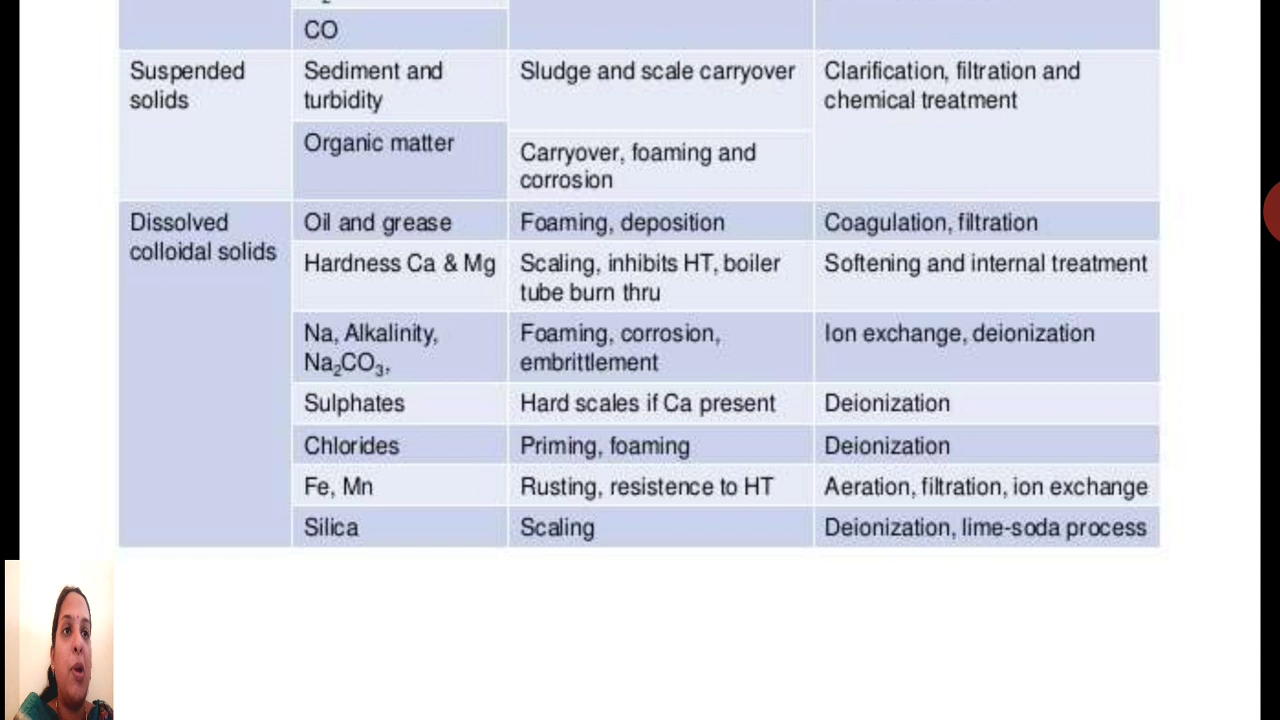 CO
Suspended
solids
Sediment and
turbidity
Sludge and scale carryover
Clarification, filtration and
chemical treatment
Organic matter
Carryover, foaming and
corrosion
Dissolved
colloidal solids
Oil and grease
Foaming, deposition
Coagulation, filtration
Hardness Ca & Mg
Scaling, inhibits HT, boiler
tube burn thru
Softening and internal treatment
Na, Alkalinity,
Na₂CO₃,
Foaming, corrosion,
embrittlement
Ion exchange, deionization
Sulphates
Hard scales if Ca present
Deionization
Chlorides
Priming, foaming
Deionization
Fe, Mn
Rusting, resistence to HT
Aeration, filtration, ion exchange
Silica
Scaling
Deionization, lime-soda process